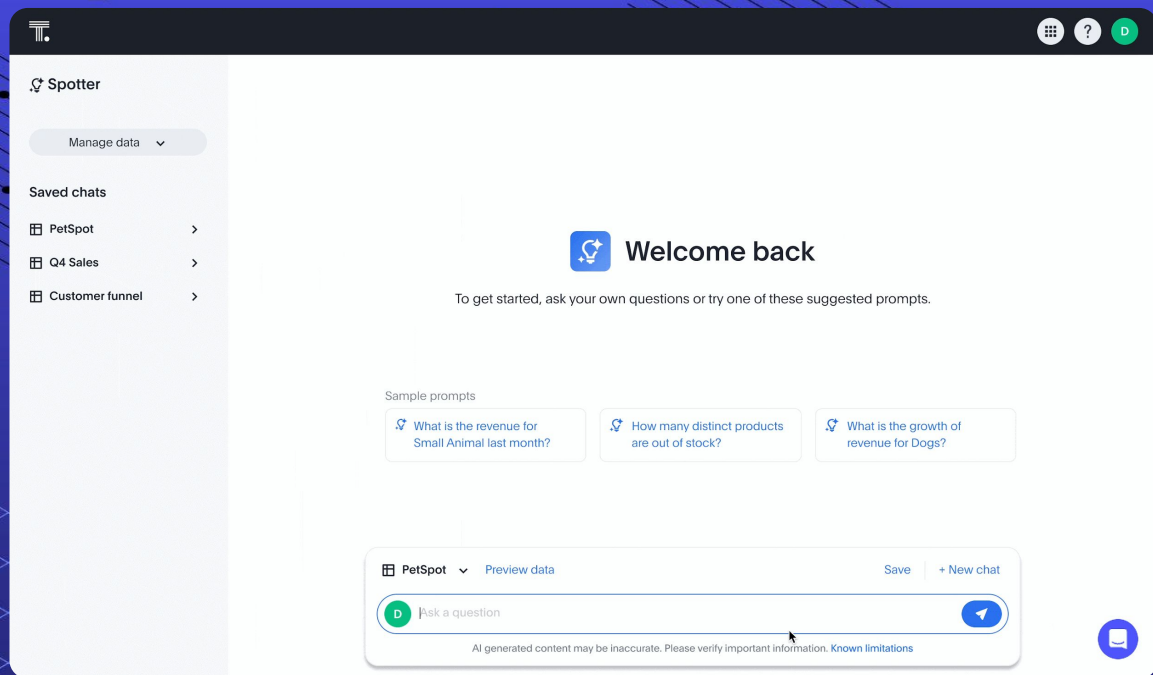 T.
?
D
Spotter
Manage data
Saved chats
PetSpot
Q4 Sales
Customer funnel
Welcome back
To get started, ask your own questions or try one of these suggested prompts.
Sample prompts
What is the revenue for
Small Animal last month?
How many distinct products
are out of stock?
What is the growth of
revenue for Dogs?
PetSpot
Preview data
Save
+ New chat
D
Ask a question
AI generated content may be inaccurate. Please verify important information. Known limitations